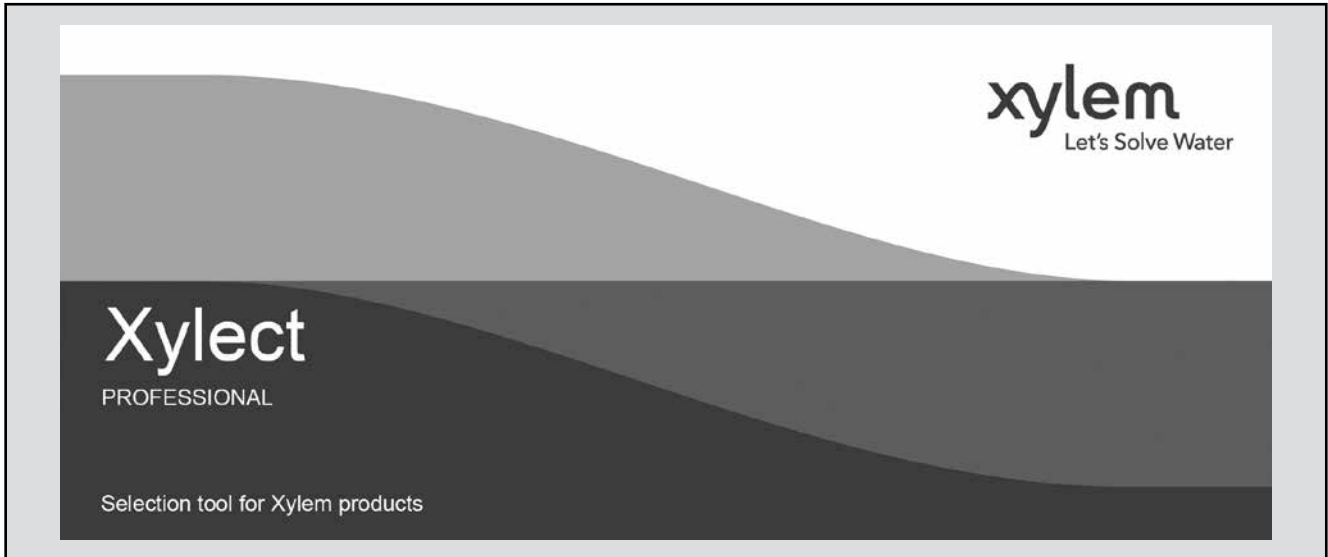 xylem
Let's Solve Water
Xylect
PROFESSIONAL
Selection tool for Xylem products